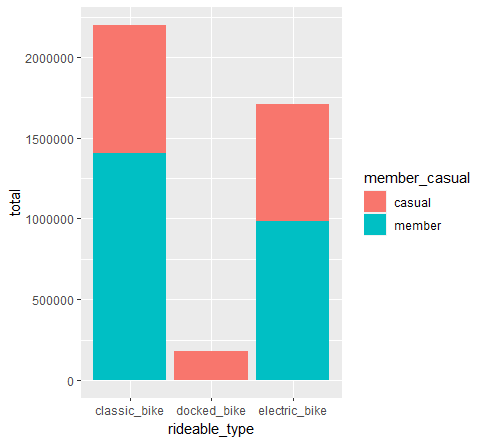 2000000
1500000
1000000
500000
0
total
classic_bike docked_bike electric_bike
rideable_type
member_casual
casual
member